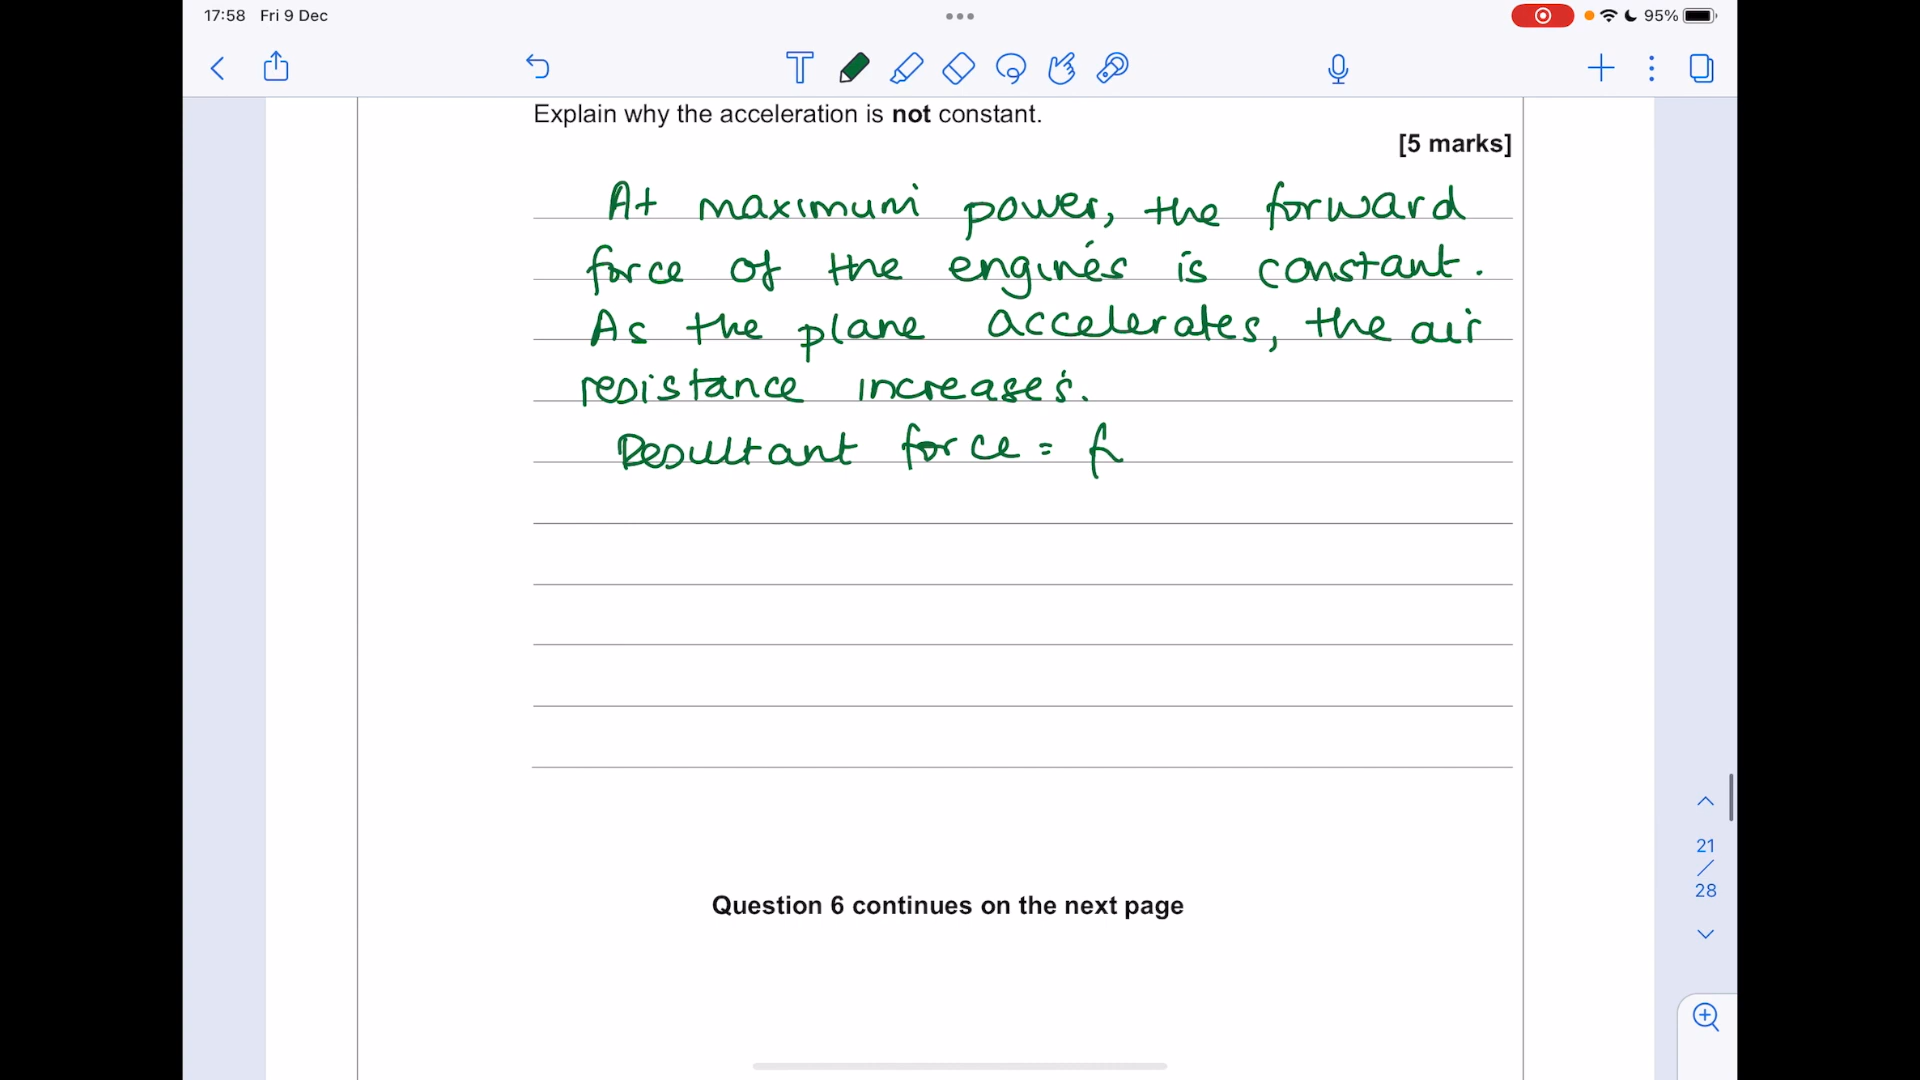 17:58 Fri 9 Dec
95%
Explain why the acceleration is not constant.
[5 marks]
At maximum power, the forward
force of the engines is constant.
As the plane accelerates, the air
resistance increases.
Resultant force =
21
/
28
Question 6 continues on the next page